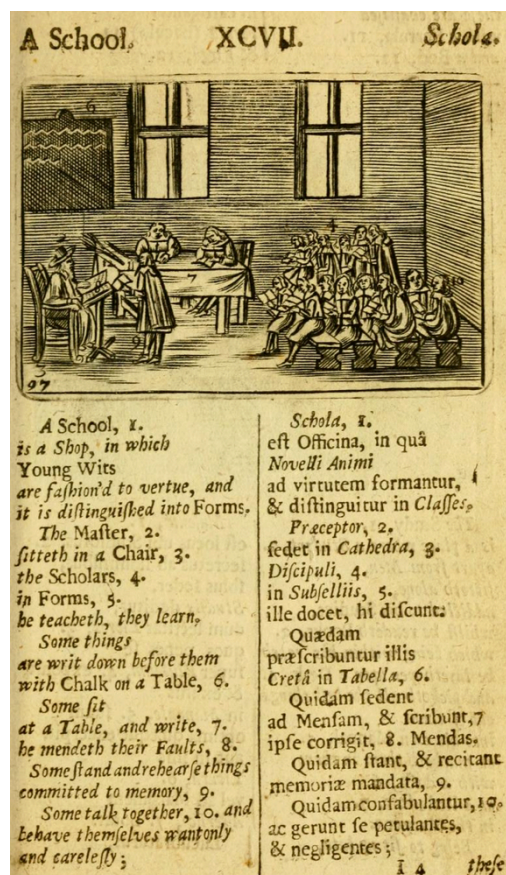 A School. XCVII. Schola.
6
4
7
10
9
3
97
A School, 1.
is a Shop, in which
Young Wits
are faſhion'd to vertue, and
it is diſtinguiſhed into Forms.
The Maſter, 2.
ſitteth in a Chair, 3.
the Scholars, 4.
in Forms, 5.
he teacheth, they learn.
Some things
are writ down before them
with Chalk on a Table, 6.
Some ſit
at a Table, and write, 7.
he mendeth their Faults, 8.
Some ſtand and rehearſe things
committed to memory, 9.
Some talk together, 10. and
behave themſelves wantonly
and careleſly;
Schola, 1.
eſt Officina, in quâ
Novelli Animi
ad virtutem formantur,
& diſtinguitur in Claſſes.
Præceptor, 2.
ſedet in Cathedra, 3.
Diſcipuli, 4.
in Subſelliis, 5.
ille docet, hi diſcunt.
Quædam
præſcribuntur illis
Cretâ in Tabella, 6.
Quidam ſedent
ad Menſam, & ſcribunt, 7
ipſe corrigit, 8. Mendas.
Quidam ſtant, & recitant
memoriæ mandata, 9.
Quidam confabulantur, 10.
ac gerunt ſe petulantes,
& negligentes;
I 4 theſe